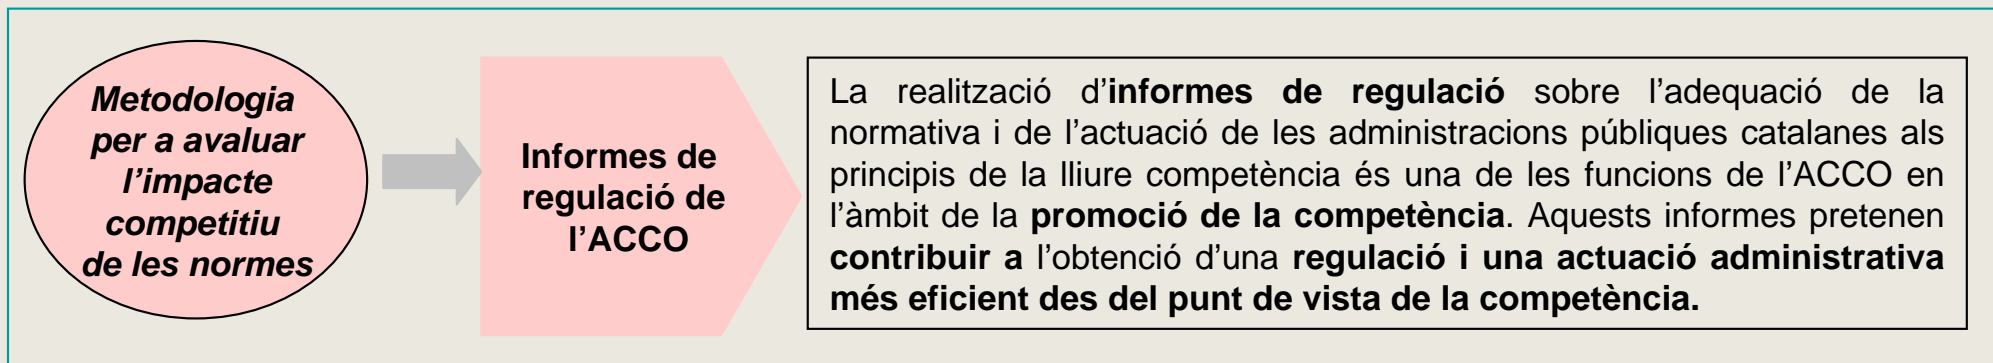 Metodologia
per a avaluar
l’impacte
competitiu
de les normes
Informes de
regulació de
l’ACCO
La realització d’informes de regulació sobre l’adequació de la
normativa i de l’actuació de les administracions públiques catalanes als
principis de la lliure competència és una de les funcions de l’ACCO en
l’àmbit de la promoció de la competència. Aquests informes pretenen
contribuir a l’obtenció d’una regulació i una actuació administrativa
més eficient des del punt de vista de la competència.